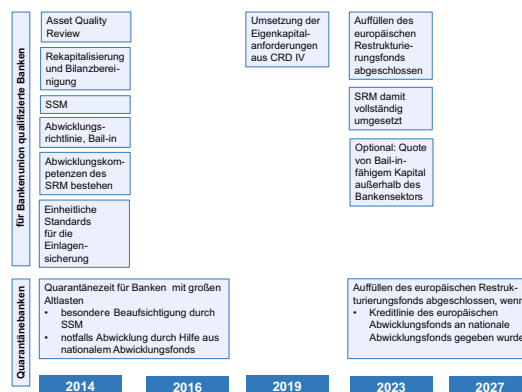 für Bankenunion qualifizierte Banken
Asset Quality
Review
Rekapitalisierung
und Bilanzberei-
nigung
SSM
Abwicklungs-
richtlinie, Bail-in
Abwicklungskom-
petenzen des
SRM bestehen
Einheitliche
Standards
für die
Einlagen-
sicherung
Umsetzung der
Eigenkapital-
anforderungen
aus CRD IV
Auffüllen des
europäischen
Restrukturie-
rungsfonds
abgeschlossen
SRM damit
vollständig
umgesetzt
Optional: Quote
von Bail-in-
fähigem Kapital
außerhalb des
Bankensektors
Quarantänebanken
Quarantänezeit für Banken mit großen
Altlasten
• besondere Beaufsichtigung durch
SSM
• notfalls Abwicklung durch Hilfe aus
nationalem Abwicklungsfonds
Auffüllen des europäischen Restruk-
turierungsfonds abgeschlossen, wenn
• Kreditlinie des europäischen
Abwicklungsfonds an nationale
Abwicklungsfonds gegeben wurde
2014 2016 2019 2023 2027